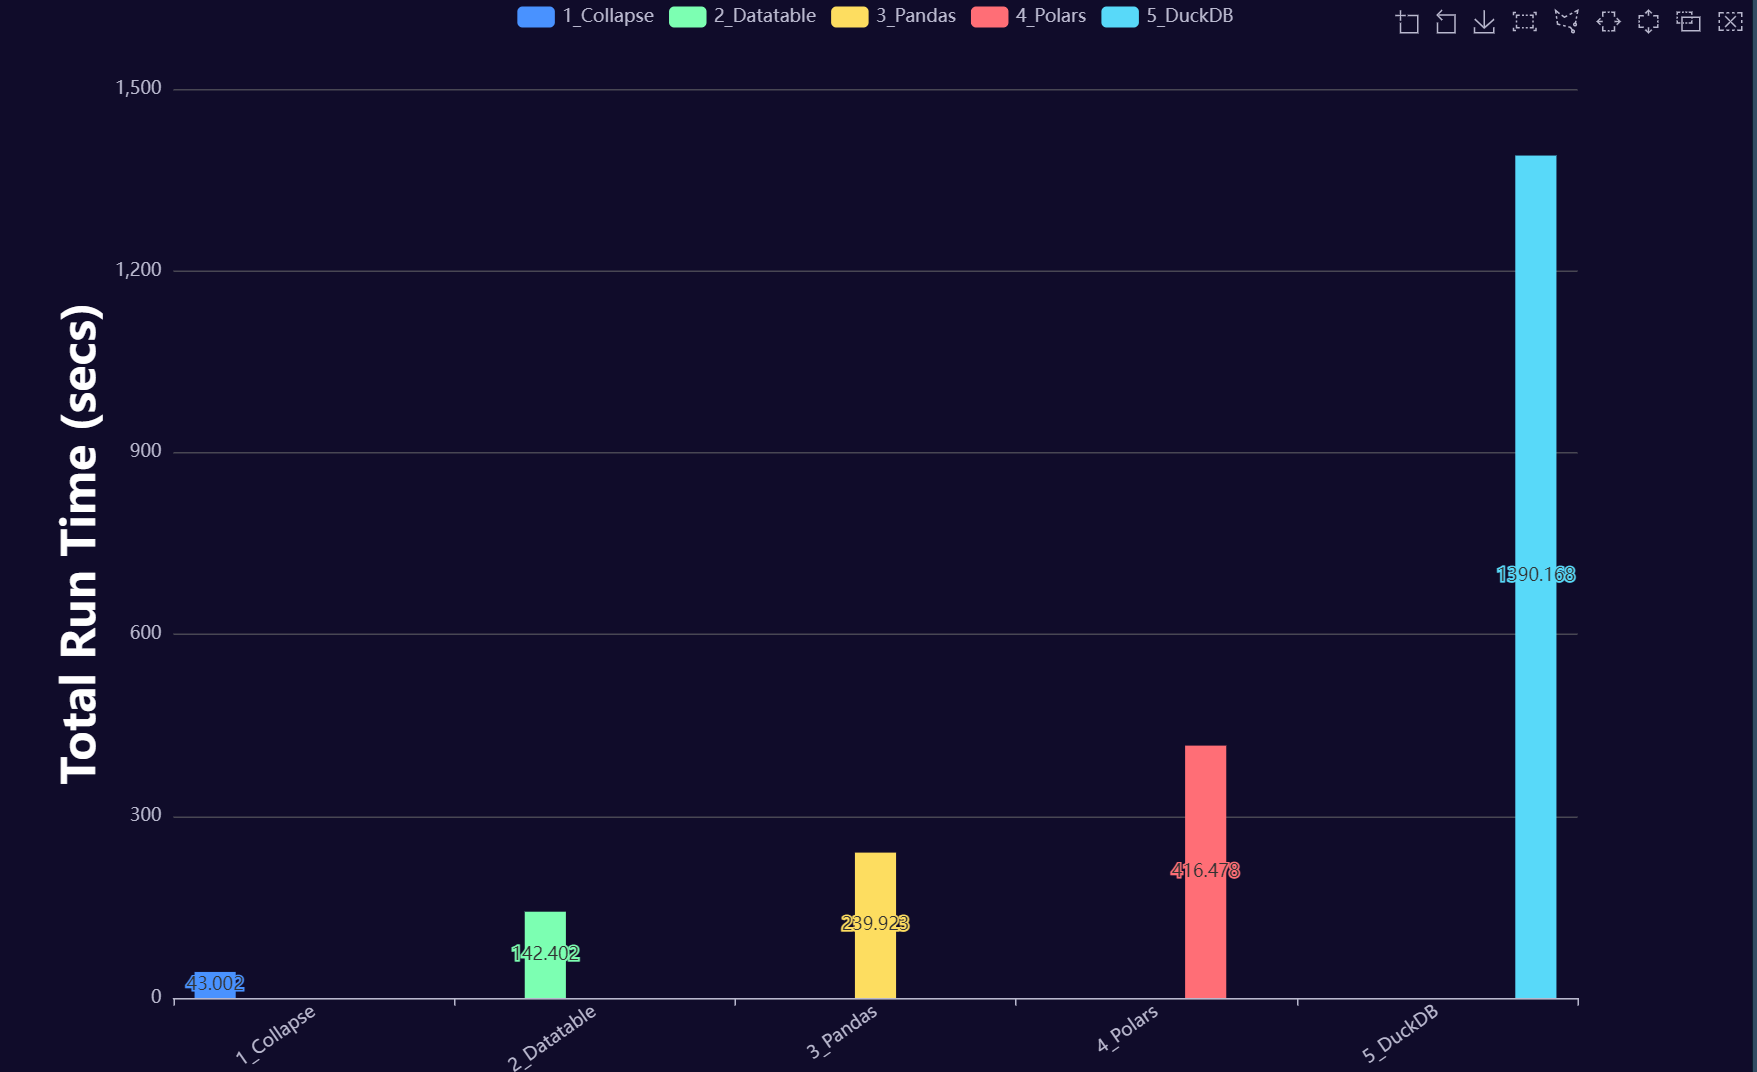 1_Collapse 2_Datatable 3_Pandas 4_Polars 5_DuckDB
Total Run Time (secs)
1,500
1,200
900
600
300
0
43.002
142.402
239.923
416.478
1390.168
1_Collapse
2_Datatable
3_Pandas
4_Polars
5_DuckDB